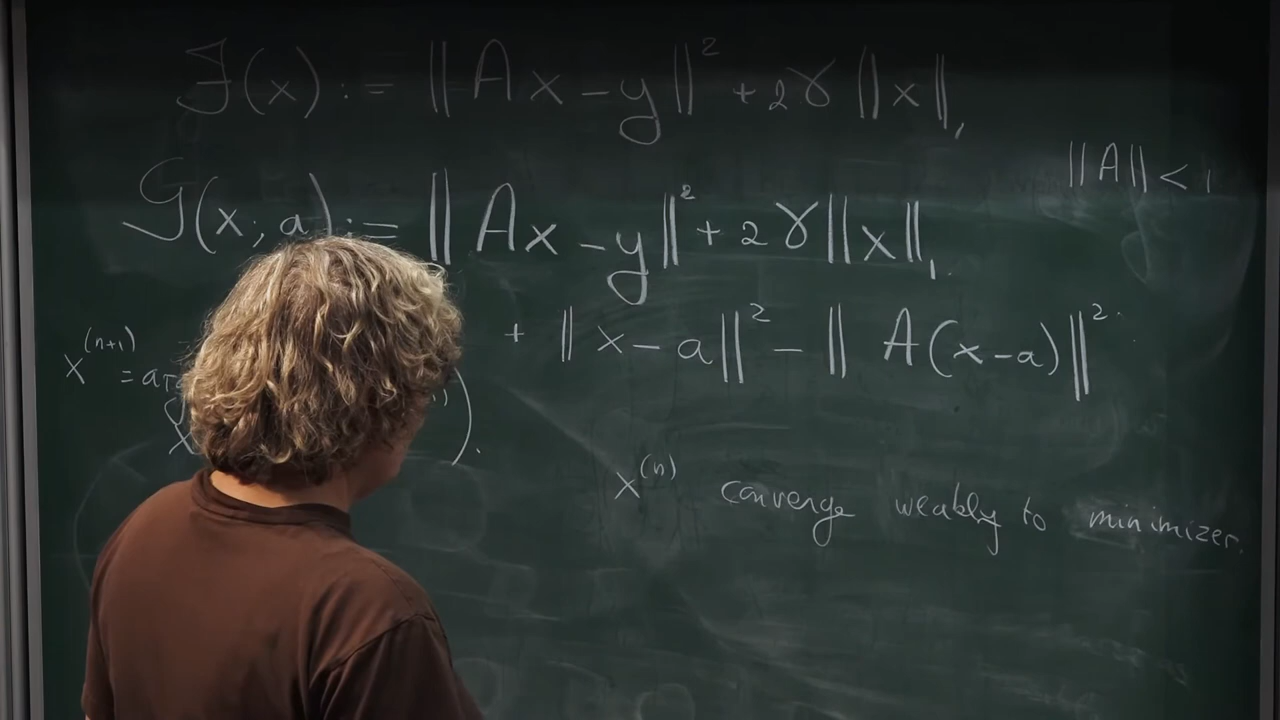 F(x) := ‖Ax − y‖² + 2γ‖x‖₁
‖A‖ < 1
G(x; a) := ‖Ax − y‖² + 2γ‖x‖₁
+ ‖x − a‖² − ‖A(x−a)‖²
x⁽ⁿ⁺¹⁾
=
).
x⁽ⁿ⁾ converge weakly to minimizer.